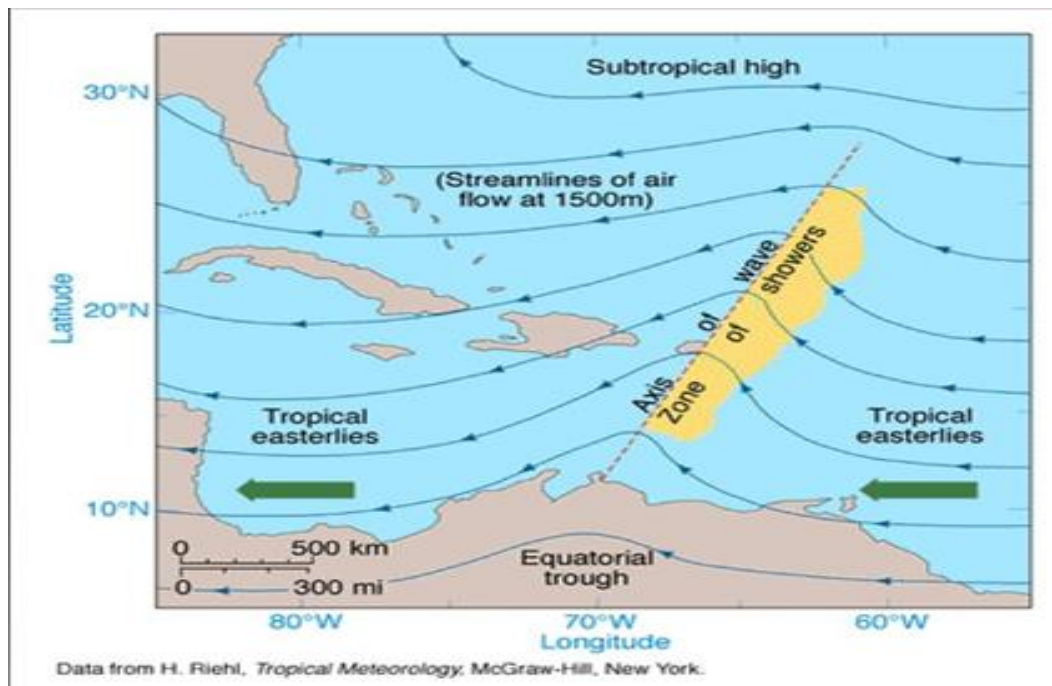 Subtropical high
30°N
(Streamlines of air
flow at 1500m)
Axis of wave
Zone of showers
Latitude
20°N
Tropical
easterlies
Tropical
easterlies
10°N
0 500 km
0 300 mi
Equatorial
trough
80°W 70°W 60°W
Longitude
Data from H. Riehl, Tropical Meteorology, McGraw-Hill, New York.